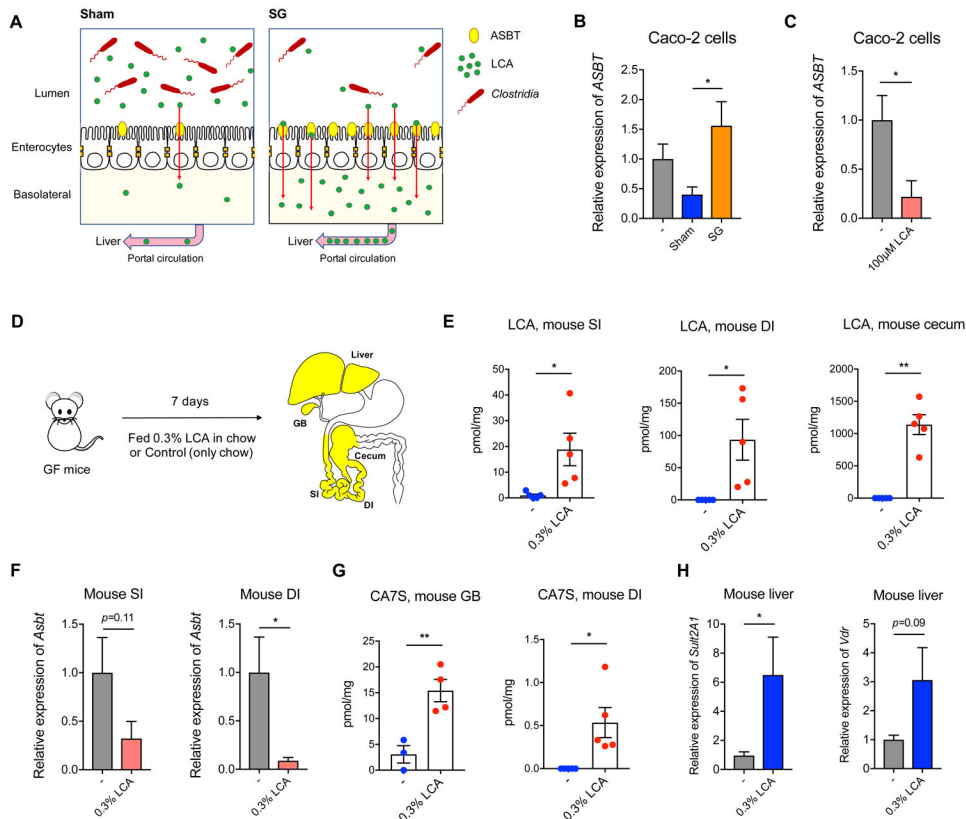 A
Sham
SG
ASBT
LCA
Clostridia
Lumen
Enterocytes
Basolateral
Liver
Portal circulation
Liver
Portal circulation
B
Caco-2 cells
Relative expression of ASBT
2.5
2.0
1.5
1.0
0.5
0.0
*
-
Sham
SG
C
Caco-2 cells
Relative expression of ASBT
1.5
1.0
0.5
0.0
*
-
100μM LCA
D
GF mice
7 days
Fed 0.3% LCA in chow
or Control (only chow)
Liver
GB
Cecum
SI
DI
E
LCA, mouse SI
pmol/mg
50
40
30
20
10
0
*
-
0.3% LCA
LCA, mouse DI
pmol/mg
200
150
100
50
0
*
-
0.3% LCA
LCA, mouse cecum
pmol/mg
2000
1500
1000
500
0
**
-
0.3% LCA
F
Mouse SI
Relative expression of Asbt
1.5
1.0
0.5
0.0
p=0.11
-
0.3% LCA
Mouse DI
Relative expression of Asbt
1.5
1.0
0.5
0.0
*
-
0.3% LCA
G
CA7S, mouse GB
pmol/mg
25
20
15
10
5
0
**
-
0.3% LCA
CA7S, mouse DI
pmol/mg
1.5
1.0
0.5
0.0
*
-
0.3% LCA
H
Mouse liver
Relative expression of Sult2A1
10
8
6
4
2
0
*
-
0.3% LCA
Mouse liver
Relative expression of Vdr
5
4
3
2
1
0
p=0.09
-
0.3% LCA